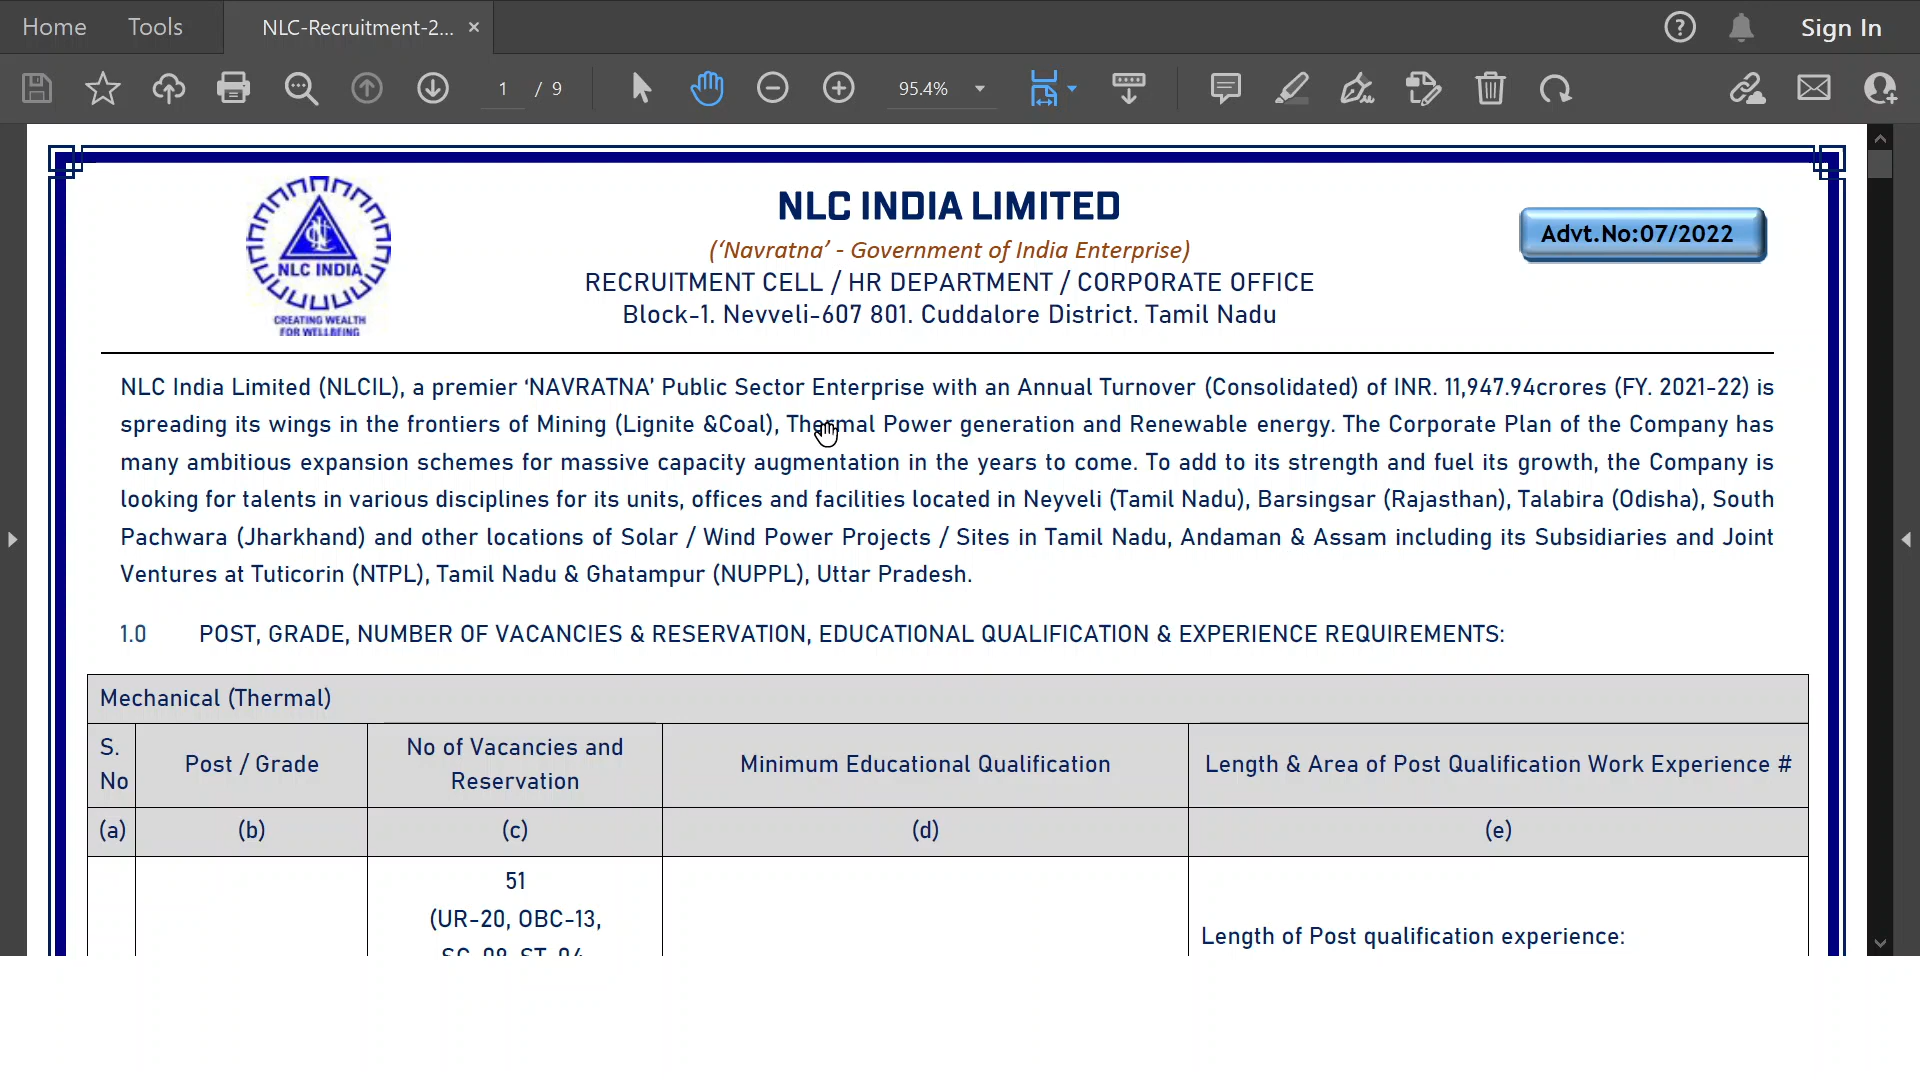 Home Tools NLC-Recruitment-2... × Sign In
1 / 9 95.4%
NLC INDIA
CREATING WEALTH
FOR WELLBEING
NLC INDIA LIMITED
Advt.No:07/2022
(‘Navratna’ - Government of India Enterprise)
RECRUITMENT CELL / HR DEPARTMENT / CORPORATE OFFICE
Block-1. Nevveli-607 801. Cuddalore District. Tamil Nadu
NLC India Limited (NLCIL), a premier ‘NAVRATNA’ Public Sector Enterprise with an Annual Turnover (Consolidated) of INR. 11,947.94crores (FY. 2021-22) is
spreading its wings in the frontiers of Mining (Lignite &Coal), Thermal Power generation and Renewable energy. The Corporate Plan of the Company has
many ambitious expansion schemes for massive capacity augmentation in the years to come. To add to its strength and fuel its growth, the Company is
looking for talents in various disciplines for its units, offices and facilities located in Neyveli (Tamil Nadu), Barsingsar (Rajasthan), Talabira (Odisha), South
Pachwara (Jharkhand) and other locations of Solar / Wind Power Projects / Sites in Tamil Nadu, Andaman & Assam including its Subsidiaries and Joint
Ventures at Tuticorin (NTPL), Tamil Nadu & Ghatampur (NUPPL), Uttar Pradesh.
1.0 POST, GRADE, NUMBER OF VACANCIES & RESERVATION, EDUCATIONAL QUALIFICATION & EXPERIENCE REQUIREMENTS:
Mechanical (Thermal)
S. No
Post / Grade
No of Vacancies and
Reservation
Minimum Educational Qualification
Length & Area of Post Qualification Work Experience #
(a) (b) (c) (d) (e)
51
(UR-20, OBC-13,
Length of Post qualification experience: